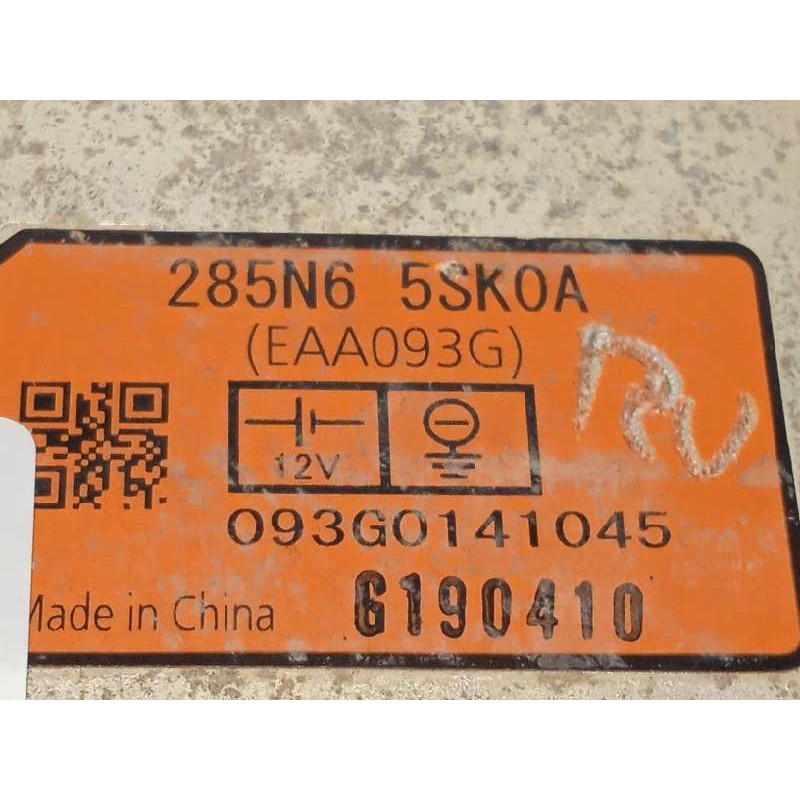 285N6 5SK0A
(EAA093G)
12V
093G0141045
Made in China
G190410